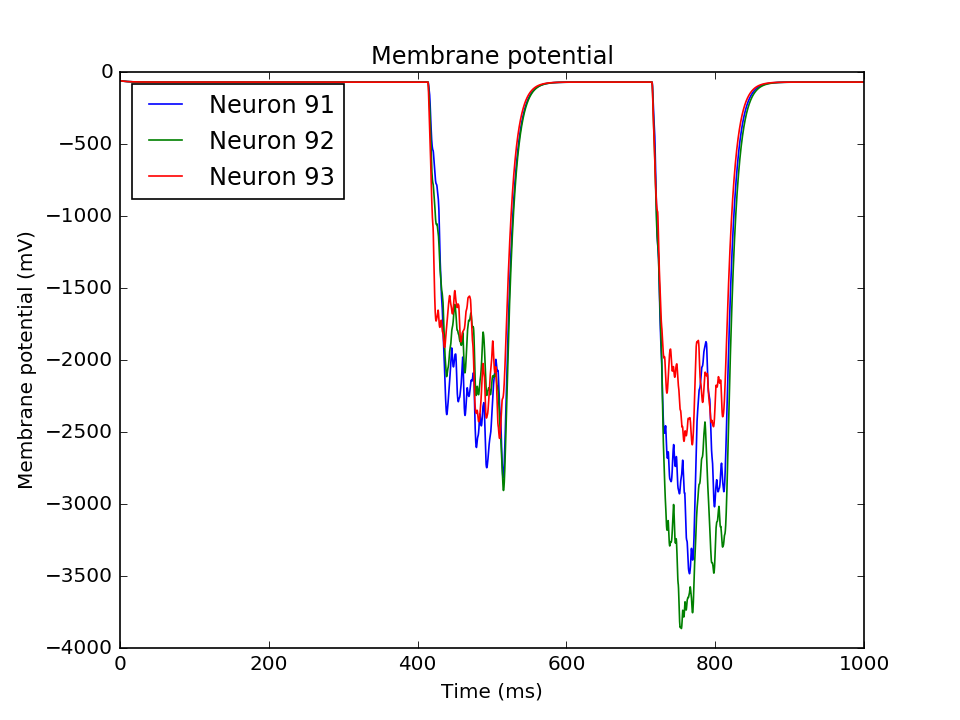 Membrane potential
Membrane potential (mV)
0
−500
−1000
−1500
−2000
−2500
−3000
−3500
−4000
Neuron 91
Neuron 92
Neuron 93
0 200 400 600 800 1000
Time (ms)